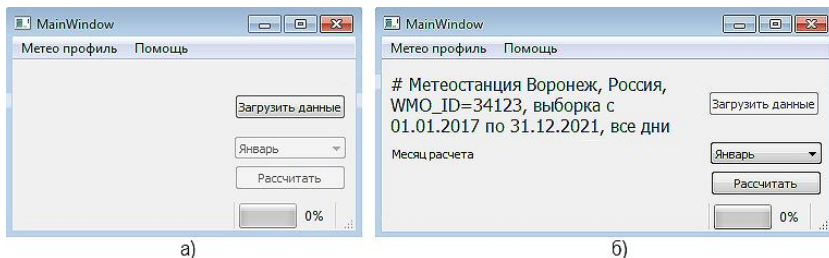 MainWindow
Метео профиль Помощь
Загрузить данные
Январь
Рассчитать
0%
а)
MainWindow
Метео профиль Помощь
# Метеостанция Воронеж, Россия,
WMO_ID=34123, выборка с
01.01.2017 по 31.12.2021, все дни
Загрузить данные
Месяц расчета
Январь
Рассчитать
0%
б)